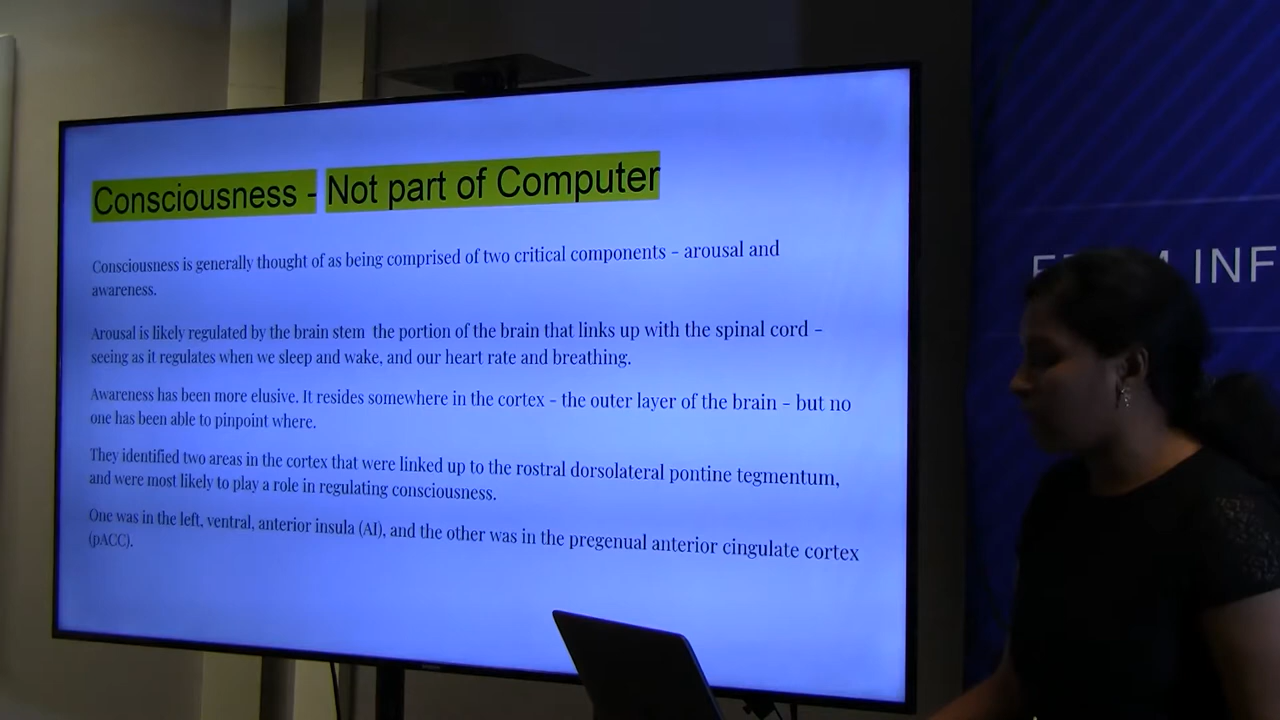 Consciousness - Not part of Computer
Consciousness is generally thought of as being comprised of two critical components - arousal and
awareness.
Arousal is likely regulated by the brain stem the portion of the brain that links up with the spinal cord -
seeing as it regulates when we sleep and wake, and our heart rate and breathing.
Awareness has been more elusive. It resides somewhere in the cortex - the outer layer of the brain - but no
one has been able to pinpoint where.
They identified two areas in the cortex that were linked up to the rostral dorsolateral pontine tegmentum,
and were most likely to play a role in regulating consciousness.
One was in the left, ventral, anterior insula (AI), and the other was in the pregenual anterior cingulate cortex
(pACC).
INF